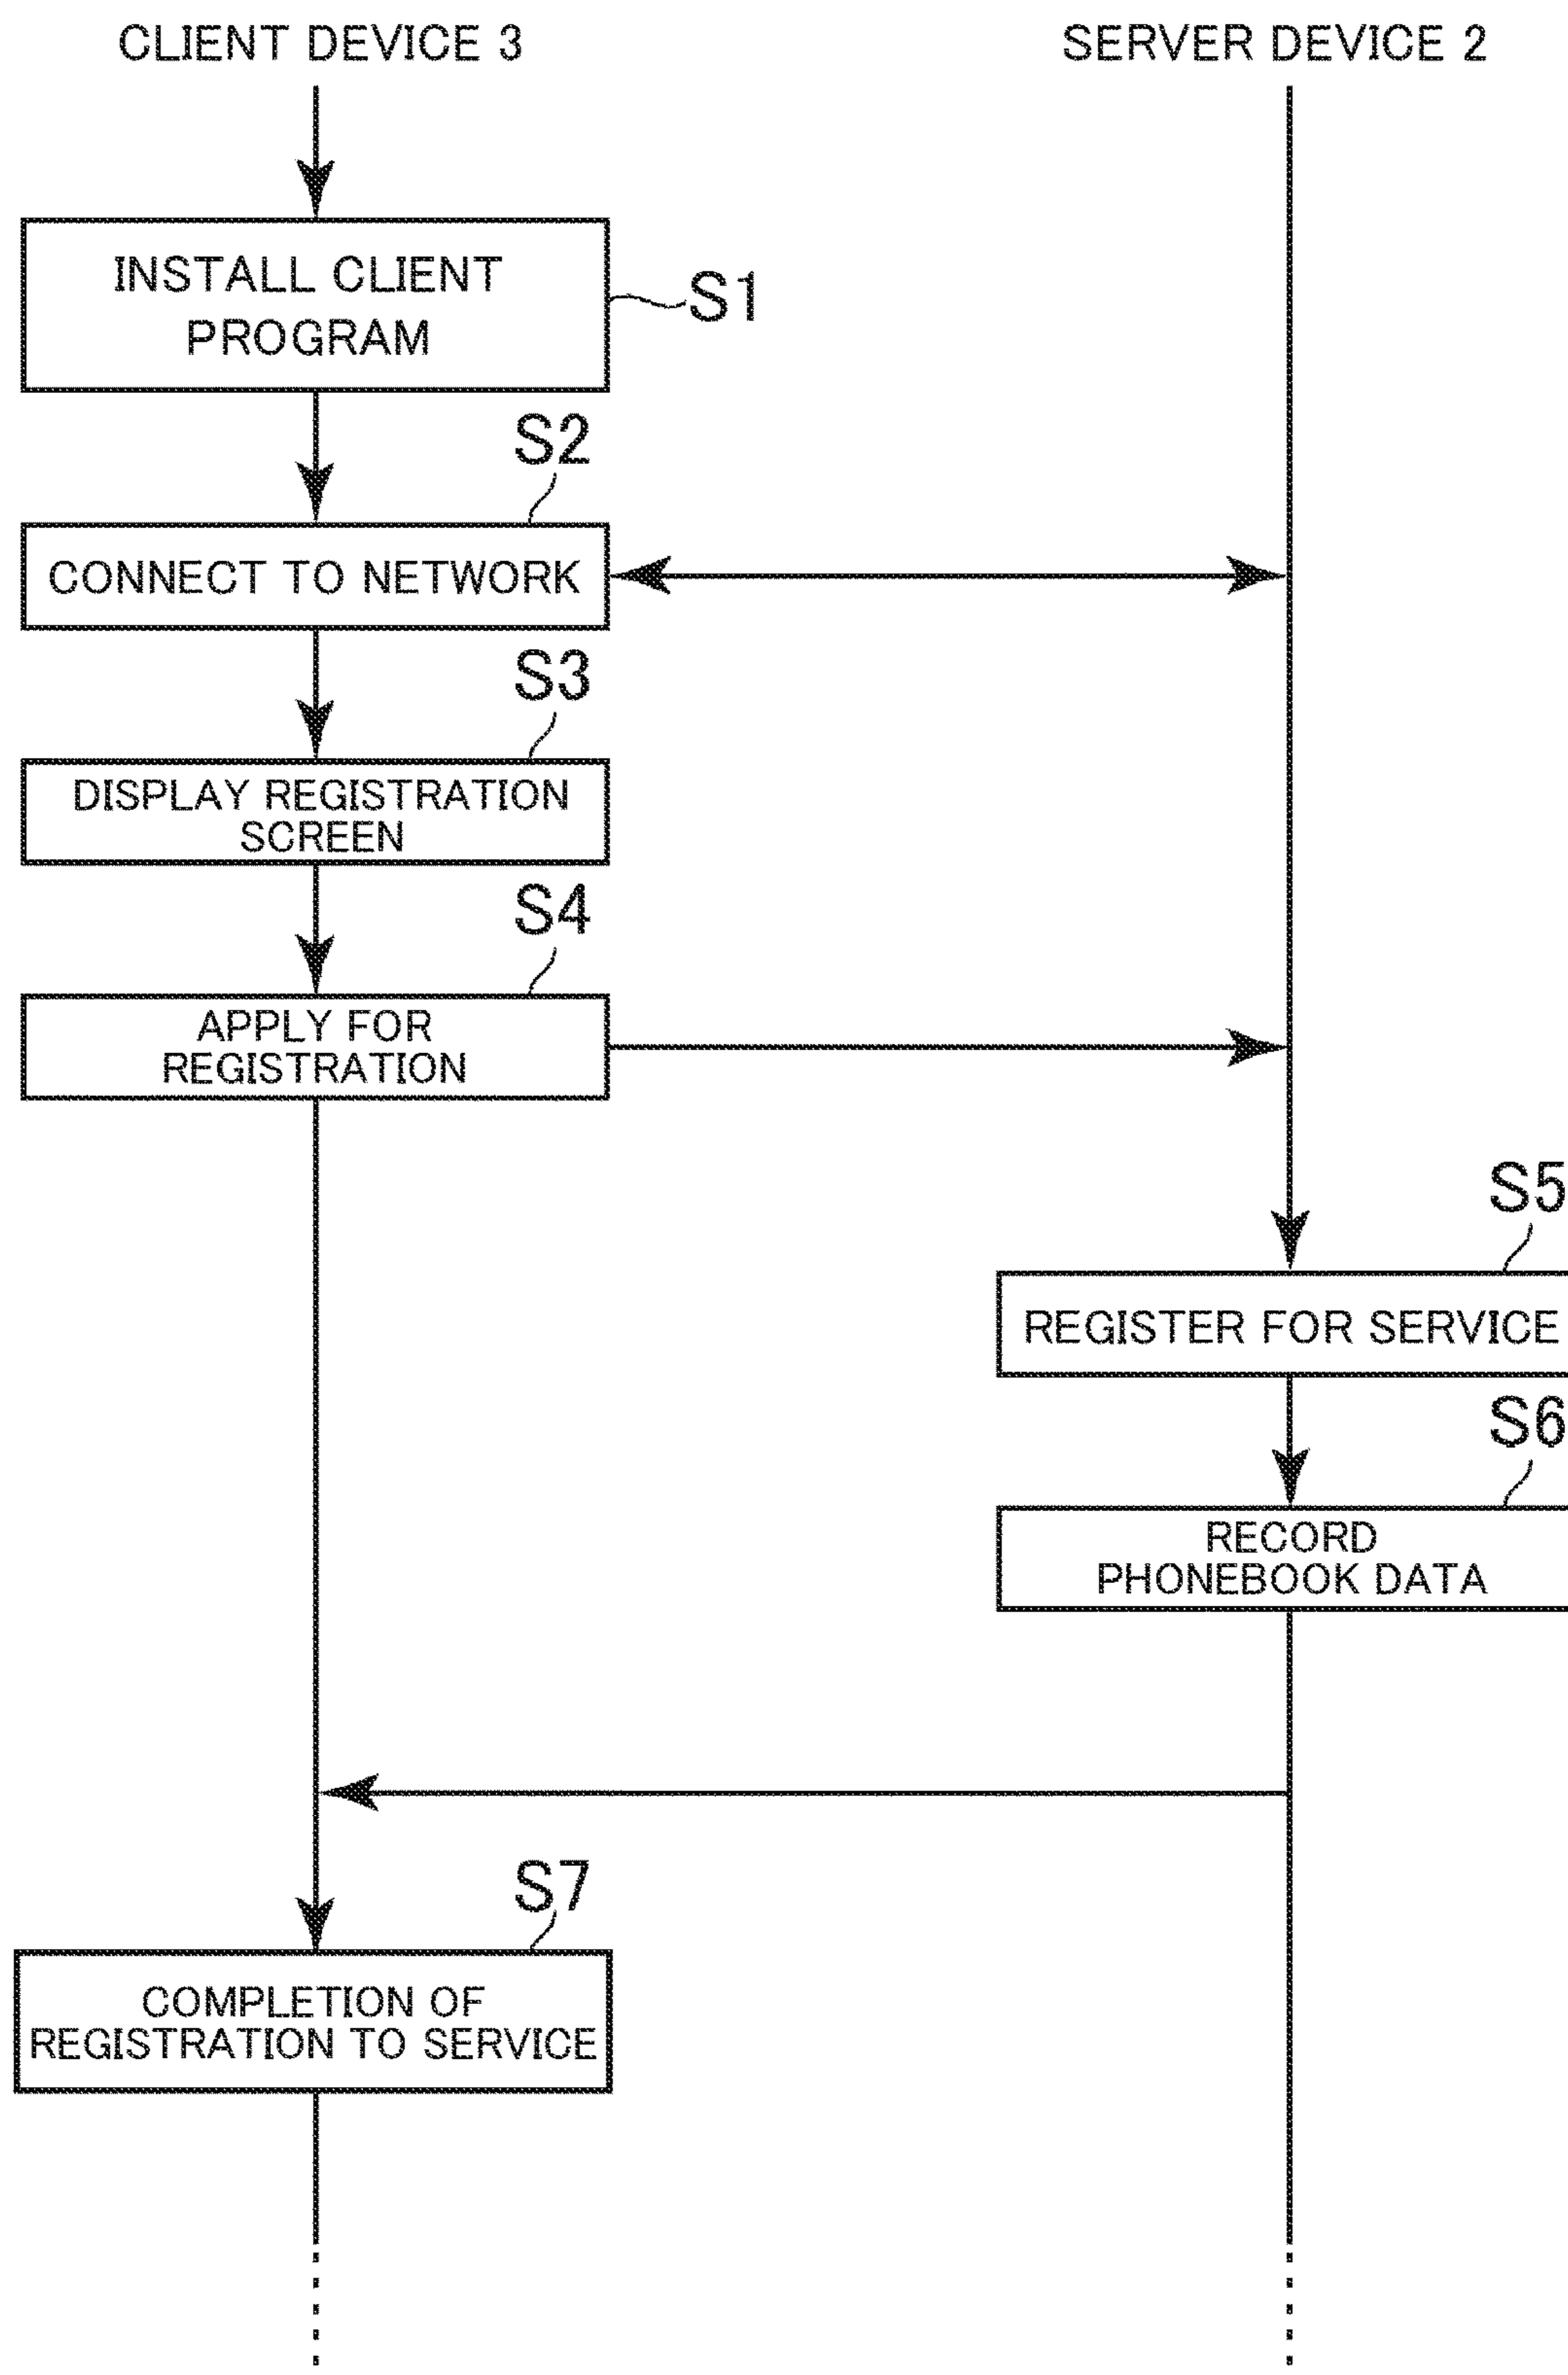 CLIENT DEVICE 3
SERVER DEVICE 2
INSTALL CLIENT
PROGRAM
S1
S2
CONNECT TO NETWORK
S3
DISPLAY REGISTRATION
SCREEN
S4
APPLY FOR
REGISTRATION
S5
REGISTER FOR SERVICE
S6
RECORD
PHONEBOOK DATA
S7
COMPLETION OF
REGISTRATION TO SERVICE